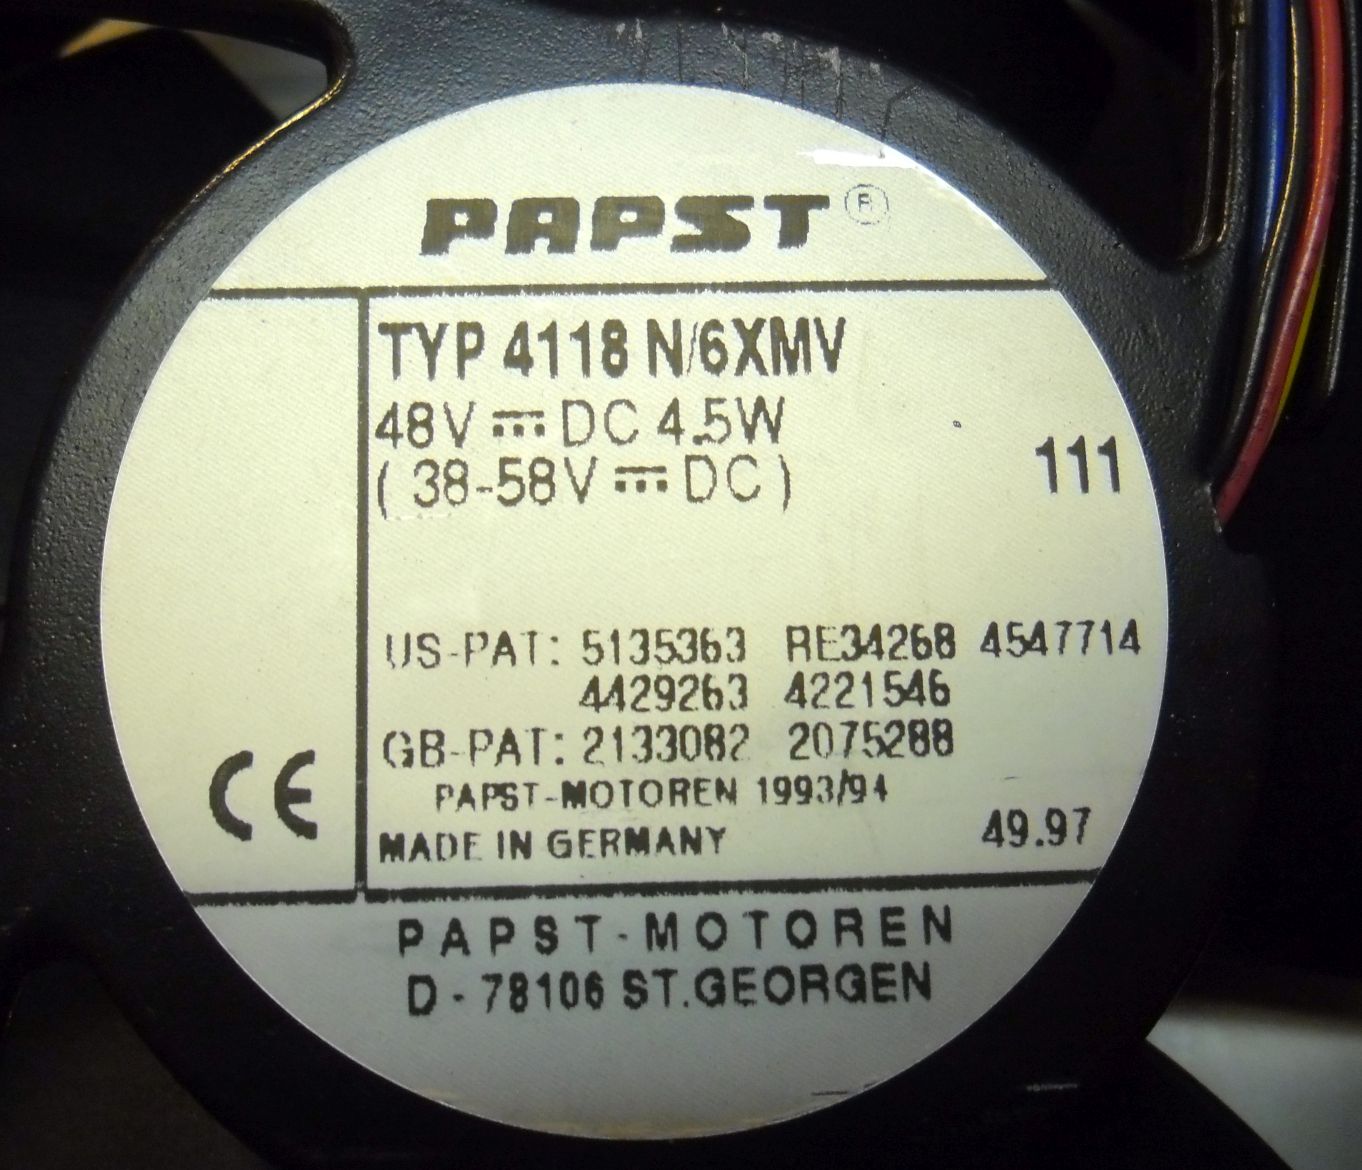 PAPST ®
TYP 4118 N/6XMV
48V ⎓ DC 4.5W
( 38-58V ⎓ DC )
111
US-PAT: 5135363 RE34268 4547714
4429263 4221546
GB-PAT: 2133082 2075288
PAPST-MOTOREN 1993/94
MADE IN GERMANY
49.97
CE
PAPST-MOTOREN
D-78106 ST.GEORGEN